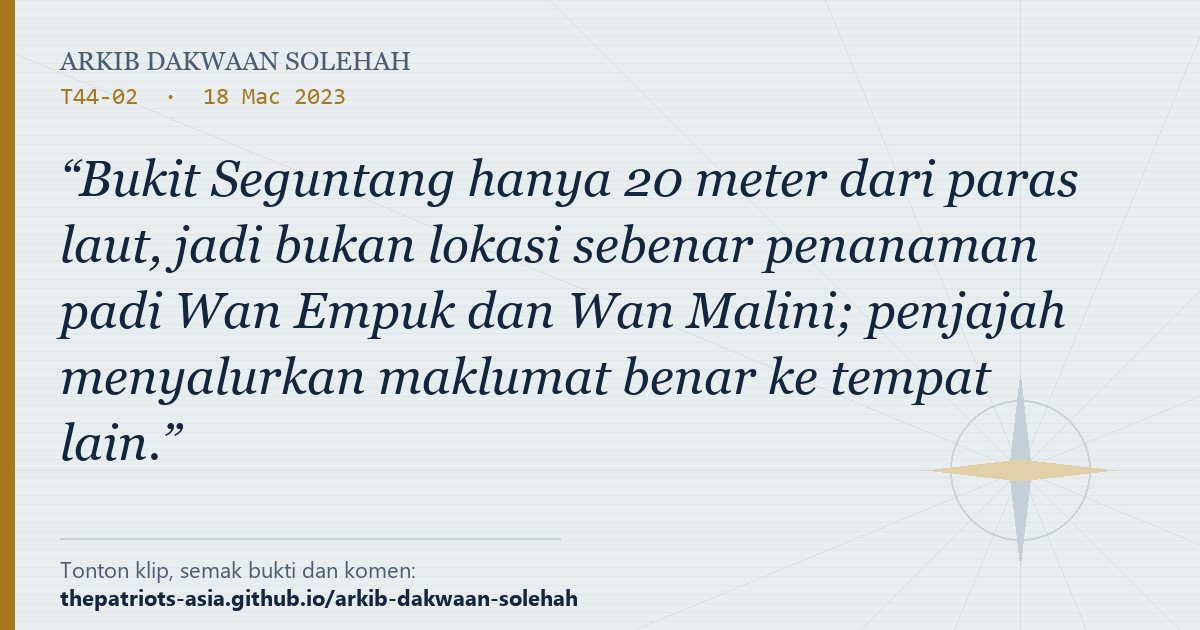 ARKIB DAKWAAN SOLEHAH
T44-02 · 18 Mac 2023
“Bukit Seguntang hanya 20 meter dari paras
laut, jadi bukan lokasi sebenar penanaman
padi Wan Empuk dan Wan Malini; penjajah
menyalurkan maklumat benar ke tempat
lain.”
Tonton klip, semak bukti dan komen:
thepatriots-asia.github.io/arkib-dakwaan-solehah